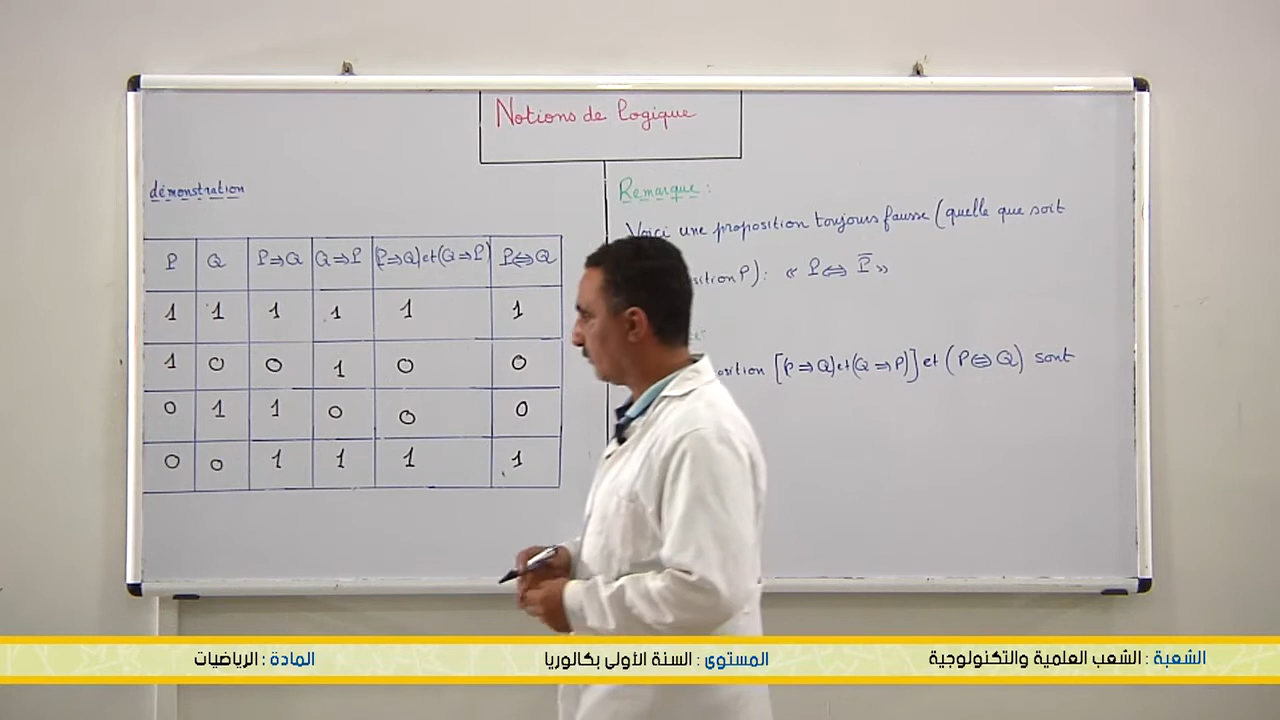 Notions de logique
démonstration
P Q P⇒Q Q⇒P (P⇒Q) et (Q⇒P) P⇔Q
1 1 1 1 1 1
1 0 0 1 0 0
0 1 1 0 0 0
0 0 1 1 1 1
Remarque :
Voici une proposition toujours fausse (quelle que soit
sition P) : « P ⇔ P̅ »
osition [(P⇒Q) et (Q⇒P)] et (P⇔Q) sont
الشعبة : الشعب العلمية والتكنولوجية
المستوى : السنة الأولى بكالوريا
المادة : الرياضيات